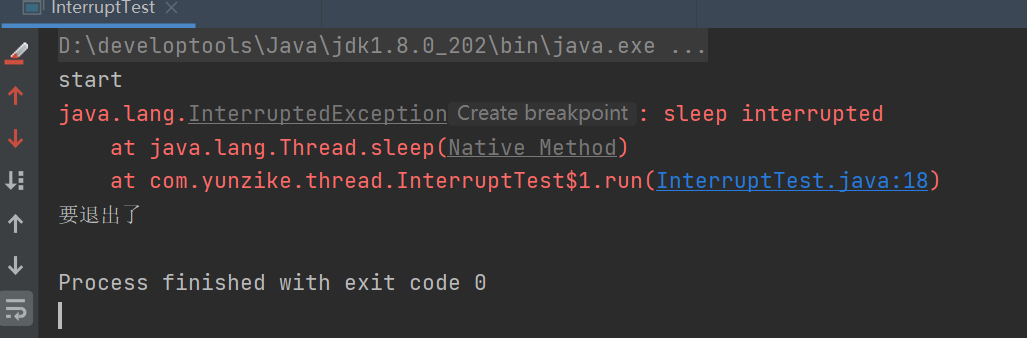 InterruptTest
D:\developtools\Java\jdk1.8.0_202\bin\java.exe ...
start
java.lang.InterruptedException Create breakpoint : sleep interrupted
at java.lang.Thread.sleep(Native Method)
at com.yunzike.thread.InterruptTest$1.run(InterruptTest.java:18)
要退出了
Process finished with exit code 0